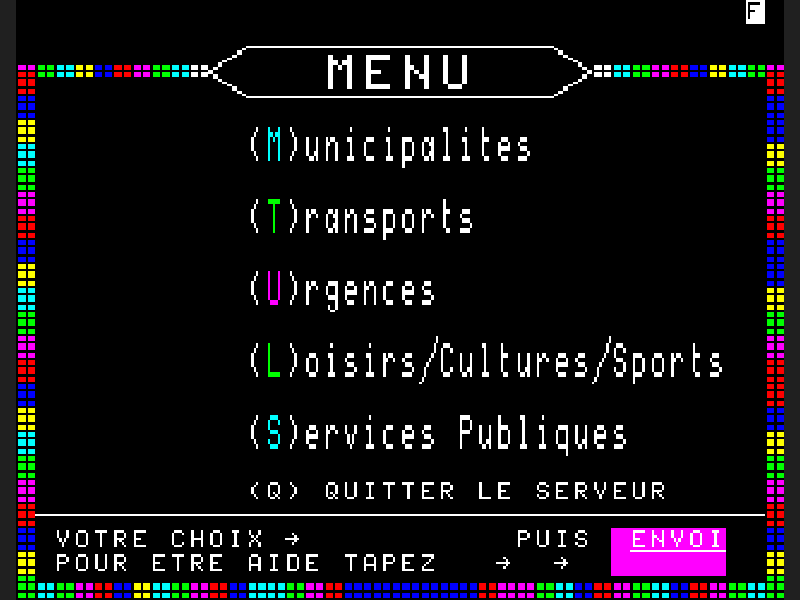 F
MENU
(M)unicipalites
(T)ransports
(U)rgences
(L)oisirs/Cultures/Sports
(S)ervices Publiques
(Q) QUITTER LE SERVEUR
VOTRE CHOIX → PUIS ENVOI
POUR ETRE AIDE TAPEZ → →